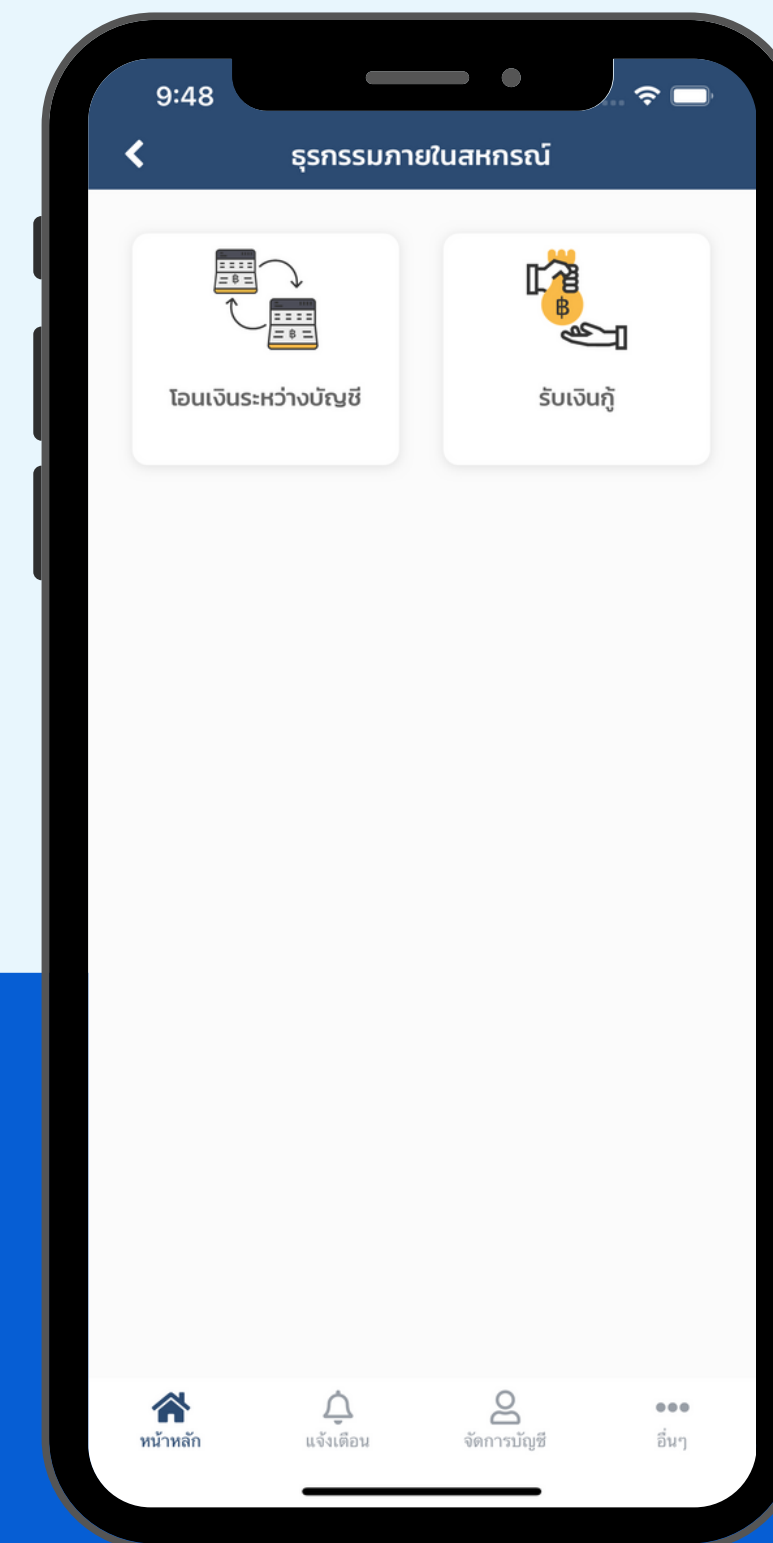 9:48
ธุรกรรมภายในสหกรณ์
โอนเงินระหว่างบัญชี
รับเงินกู้
หน้าหลัก
แจ้งเตือน
จัดการบัญชี
อื่นๆ